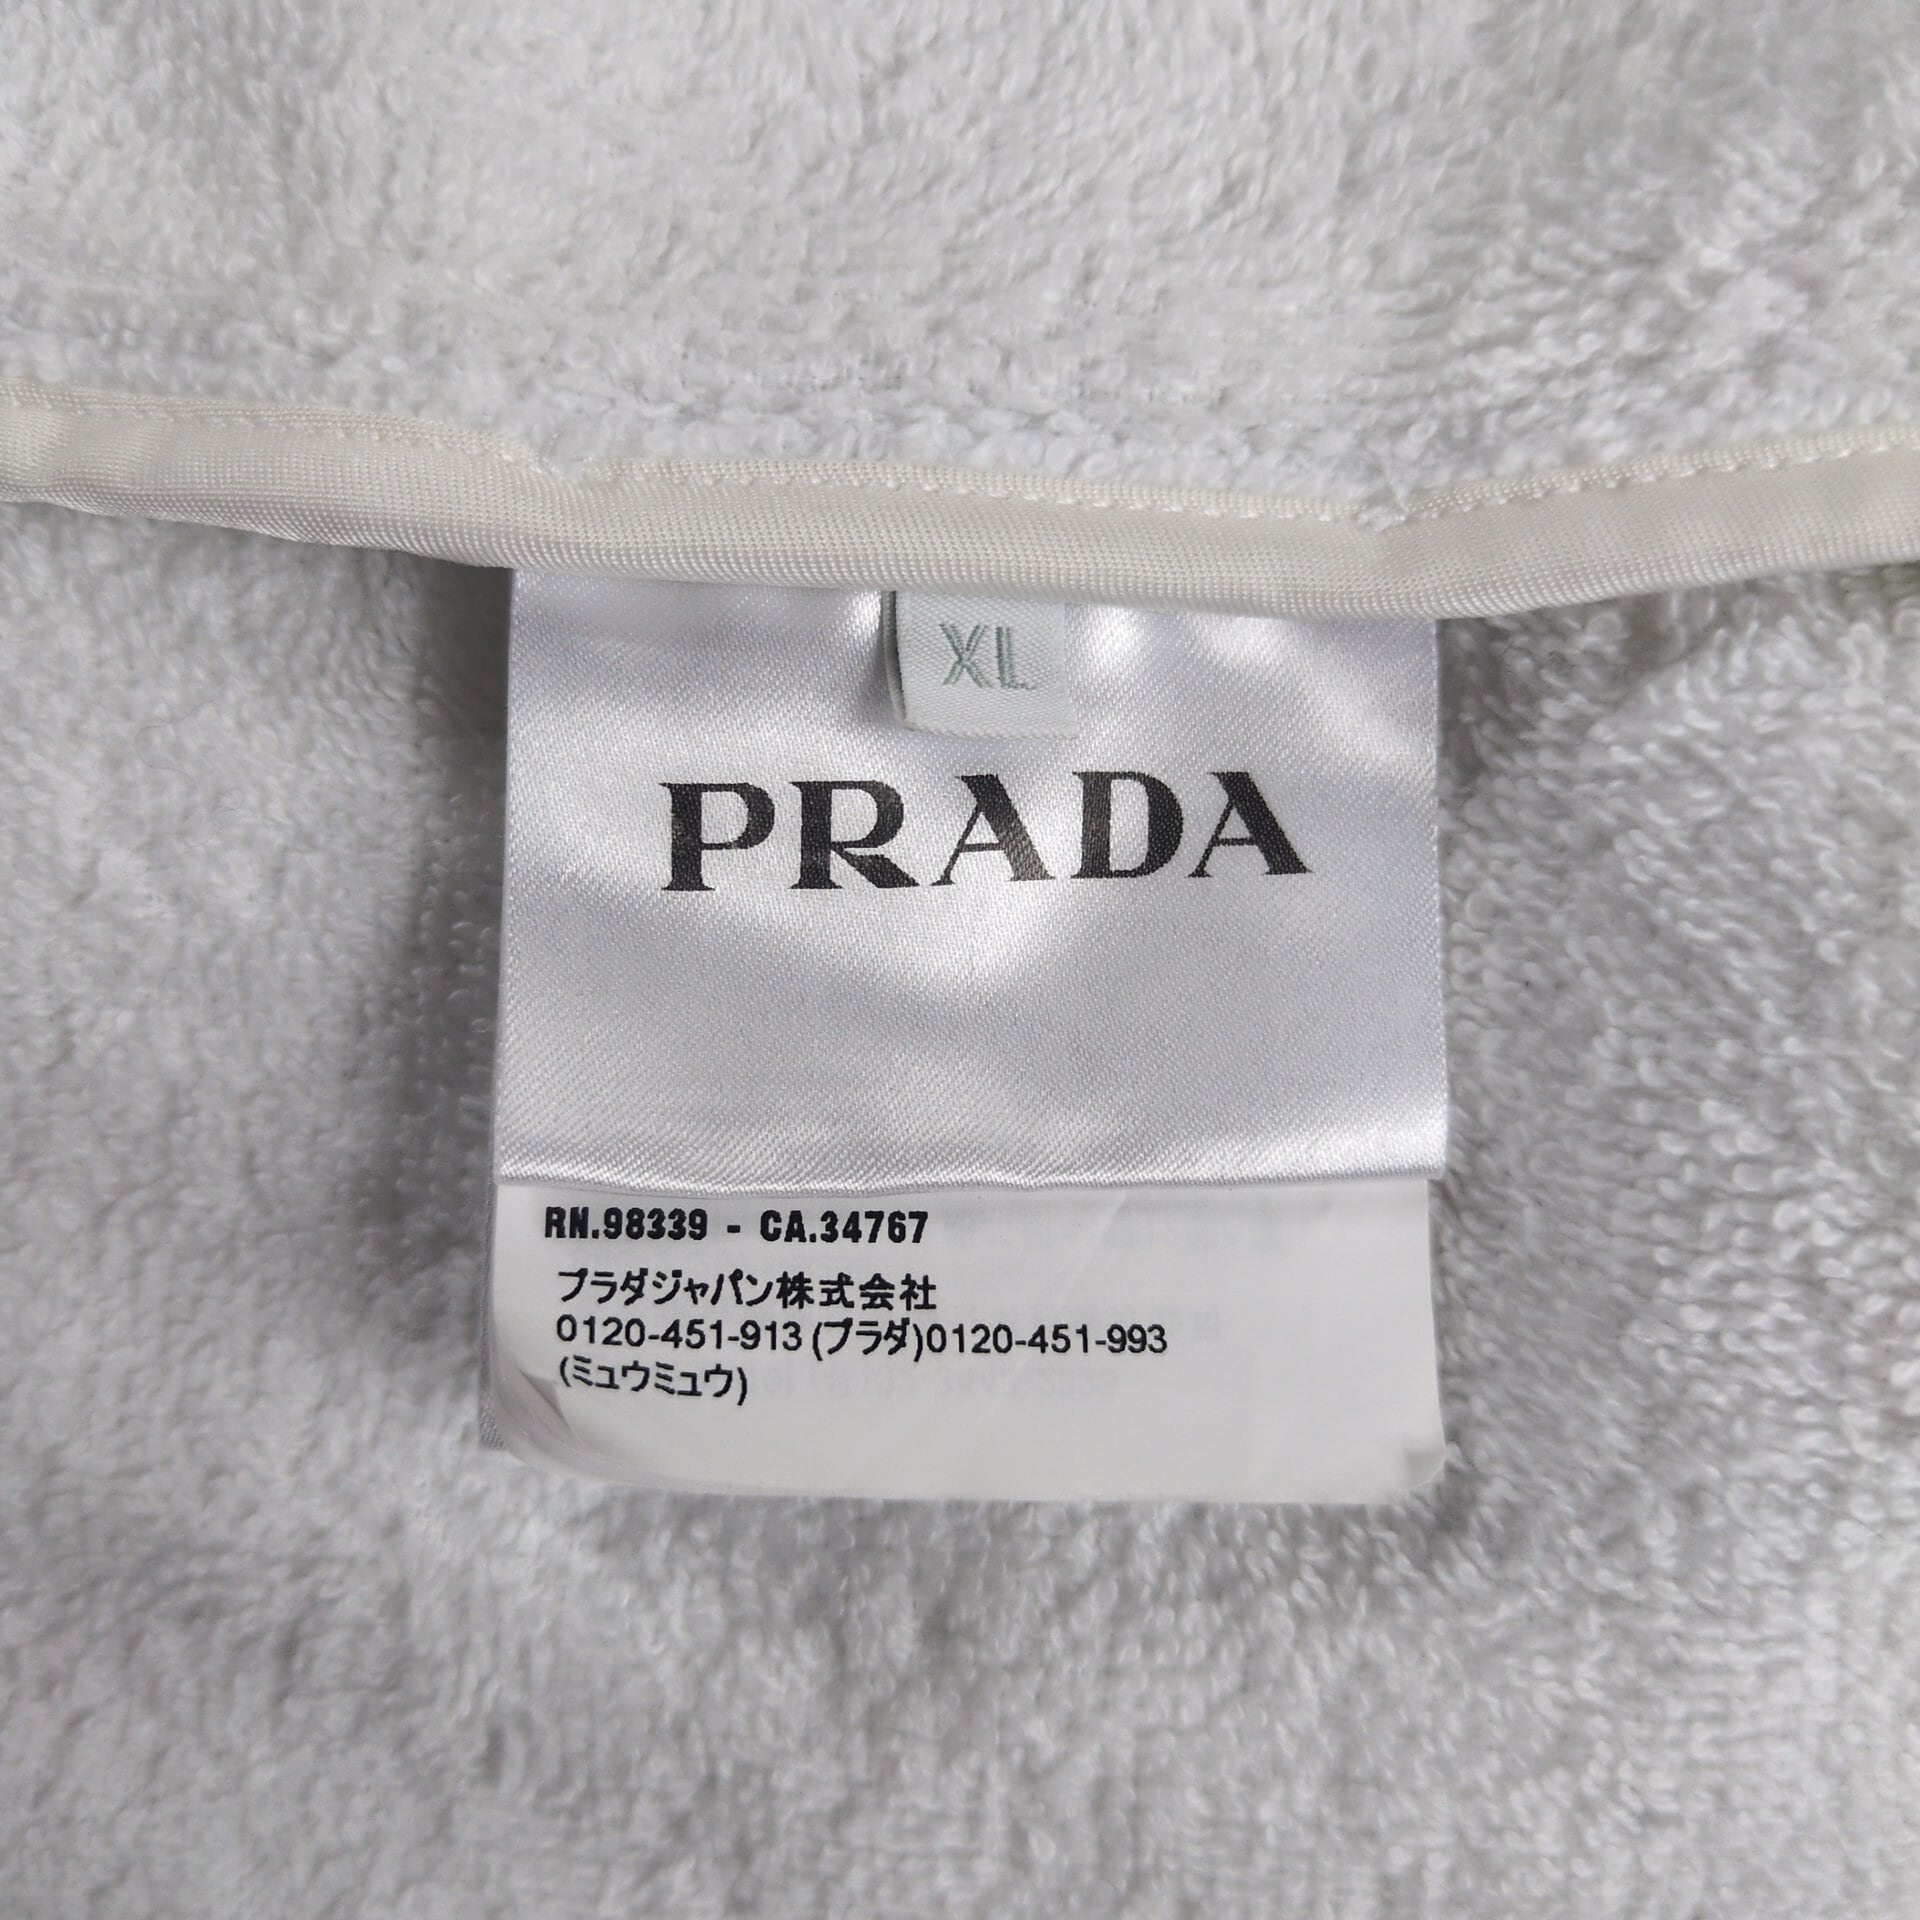 XL
PRADA
RN.98339 - CA.34767
プラダジャパン株式会社
0120-451-913 (プラダ)0120-451-993
(ミュウミュウ)